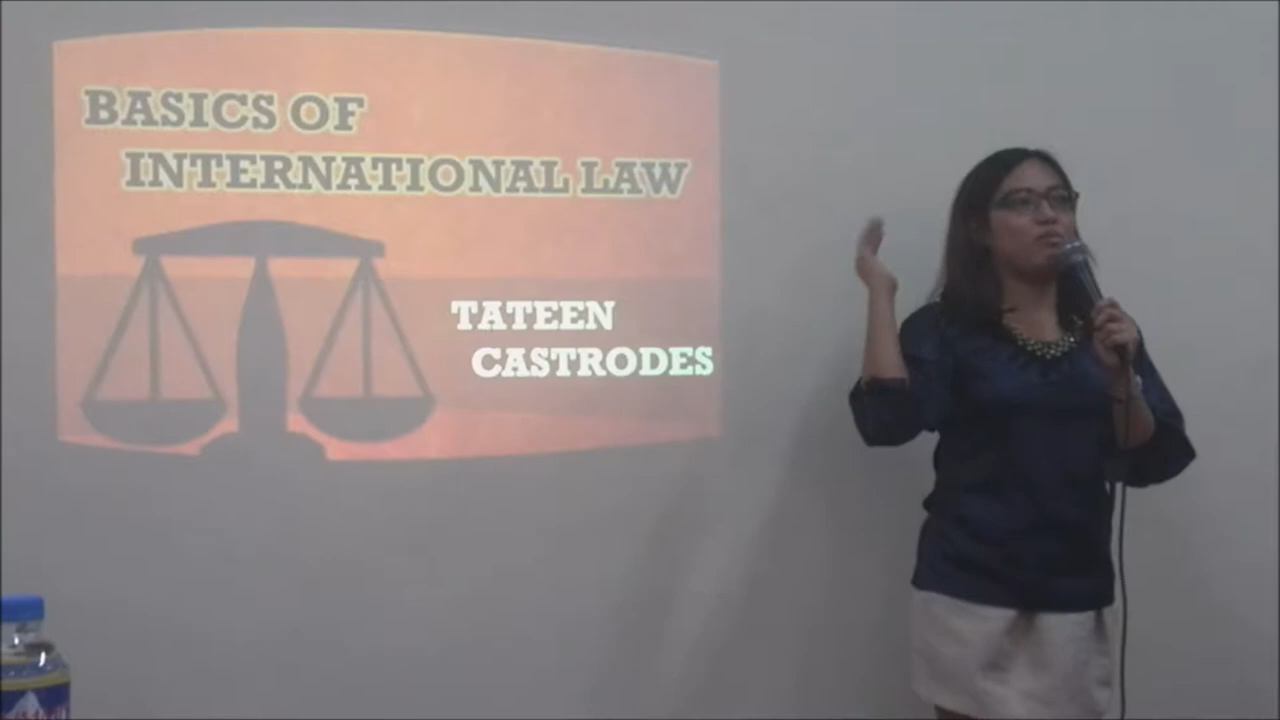 BASICS OF
INTERNATIONAL LAW
TATEEN
CASTRODES